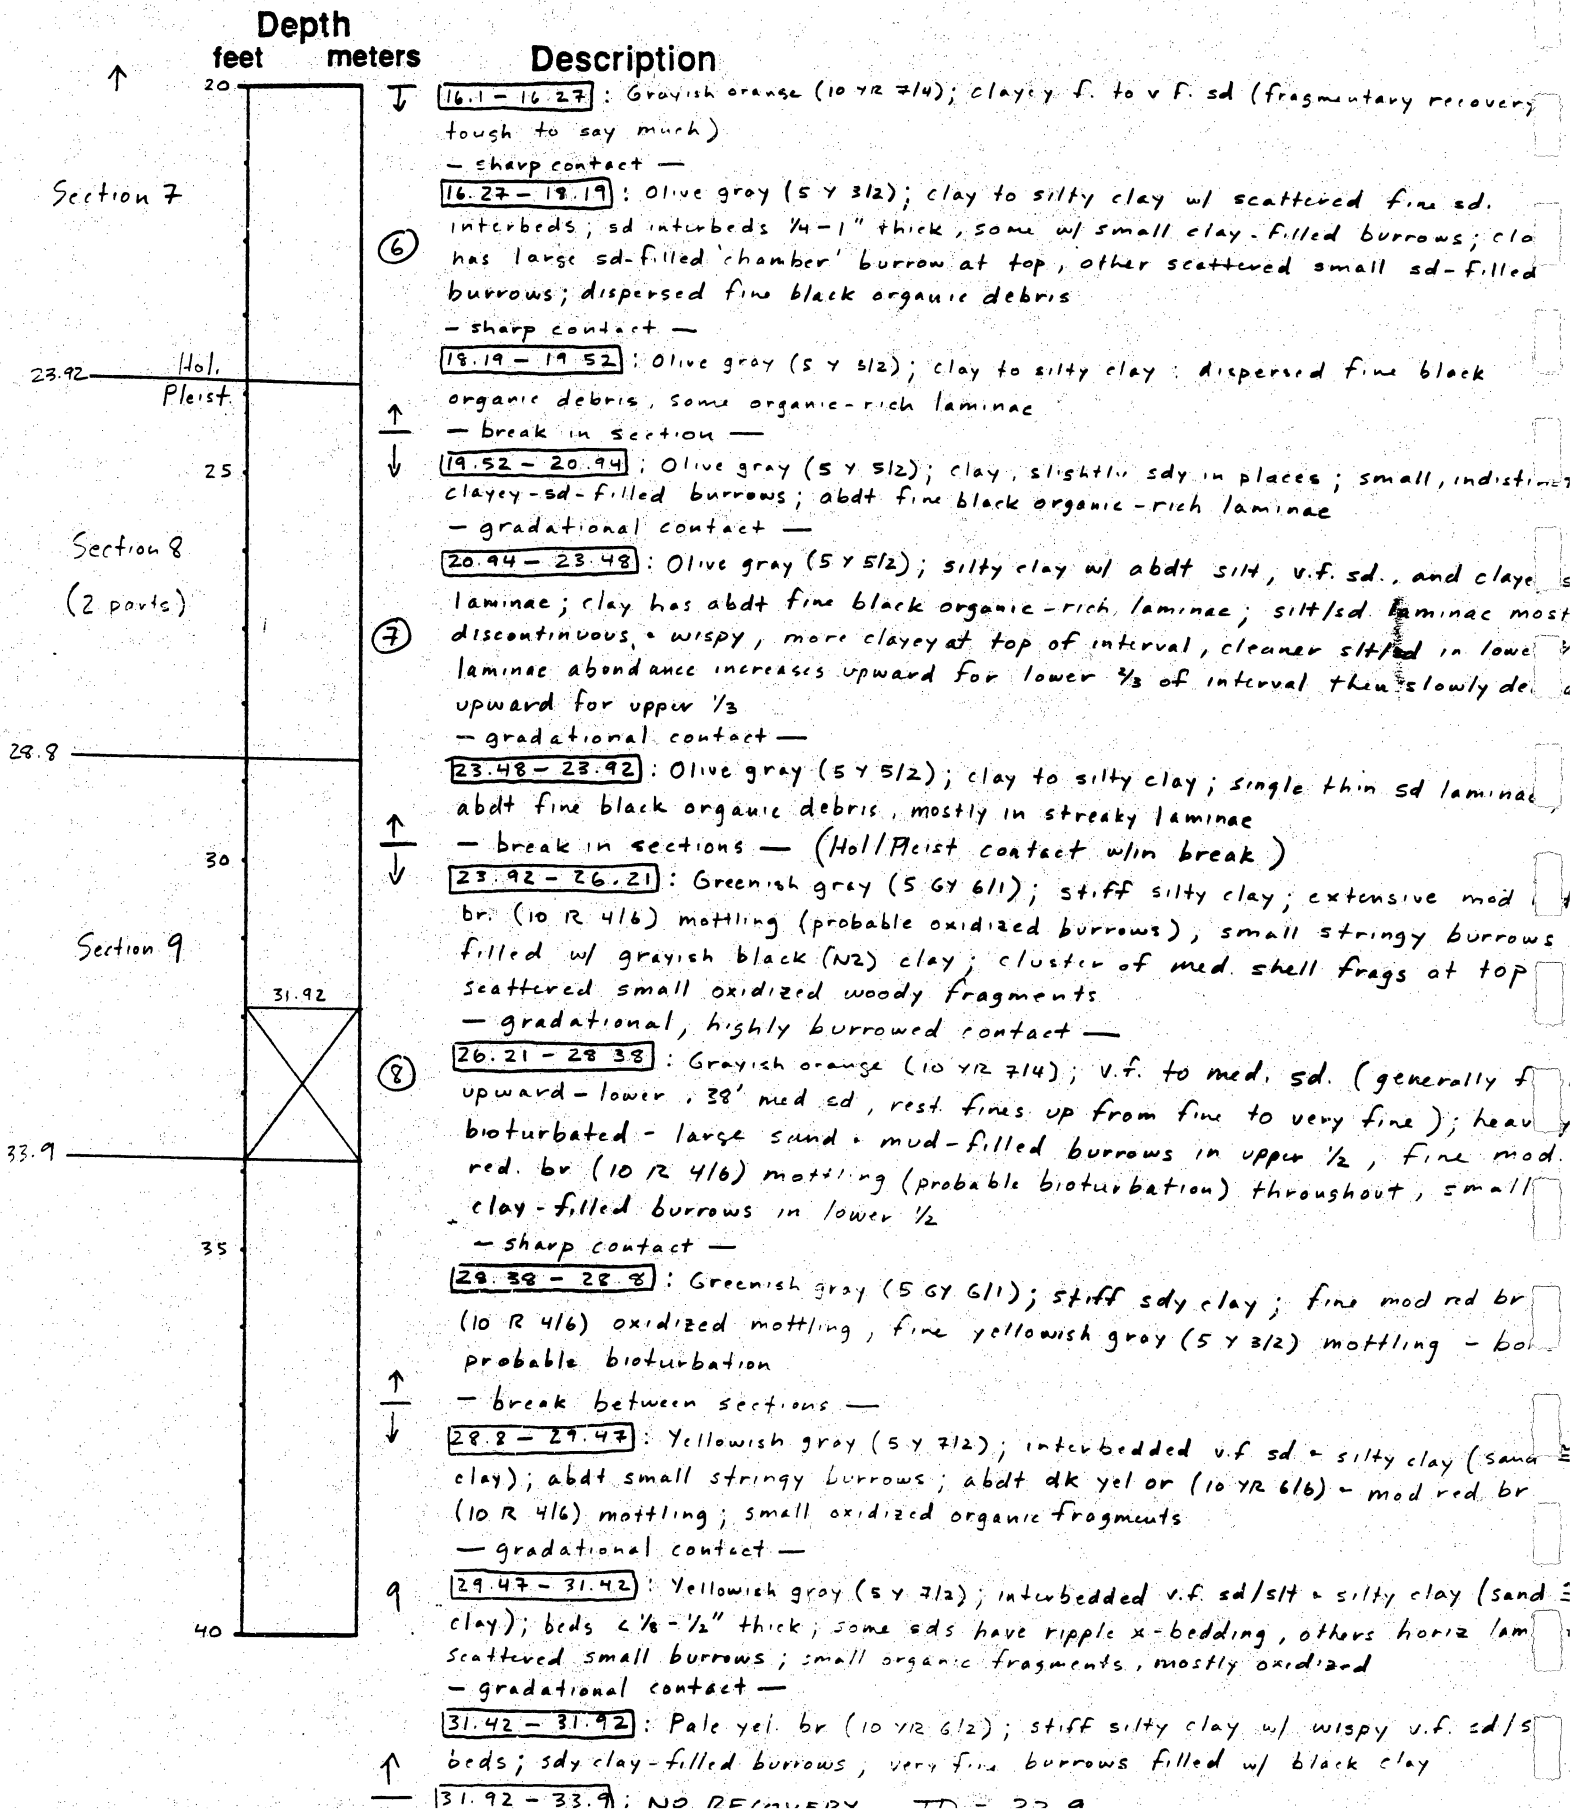 Depth
feet meters Description
20
16.1 – 16.27 : Grayish orange (10 YR 7/4); clayey f. to v f. sd (fragmentary recovery
tough to say much)
— sharp contact —
Section 7
16.27 – 18.19 : Olive gray (5 Y 3/2); clay to silty clay w/ scattered fine sd.
interbeds; sd interbeds 1/4 – 1" thick, some w/ small clay-filled burrows; cla
6
has large sd-filled 'chamber' burrow at top, other scattered small sd-filled
burrows; dispersed fine black organic debris
— sharp contact —
23.92 Hol.
Pleist.
18.19 – 19.52 : Olive gray (5 Y 5/2); clay to silty clay : dispersed fine black
organic debris, some organic-rich laminae
— break in section —
25
19.52 – 20.94 ; Olive gray (5 Y 5/2); clay, slightly sdy in places; small, indistinct
clayey-sd-filled burrows; abdt fine black organic-rich laminae
— gradational contact —
Section 8
(2 parts)
20.94 – 23.48 : Olive gray (5 Y 5/2); silty clay w/ abdt silt, v.f. sd., and claye s
laminae; clay has abdt fine black organic-rich laminae; silt/sd laminae most
7
discontinuous + wispy, more clayey at top of interval, cleaner slt/sd in lowe
laminae abondance increases upward for lower 2/3 of interval then slowly de
upward for upper 1/3
— gradational contact —
28.8
23.48 – 23.92 : Olive gray (5 Y 5/2); clay to silty clay; single thin sd laminae,
abdt fine black organic debris, mostly in streaky laminae
— break in sections — (Hol/Pleist contact w/in break)
30
23.92 – 26.21 : Greenish gray (5 GY 6/1); stiff silty clay; extensive mod
br. (10 R 4/6) mottling (probable oxidized burrows), small stringy burrows
Section 9
filled w/ grayish black (N2) clay; cluster of med. shell frags at top
scattered small oxidized woody fragments
— gradational, highly burrowed contact —
31.92
8
26.21 – 28.38 : Grayish orange (10 YR 7/4); v.f. to med. sd. (generally f
upward – lower .38' med sd, rest fines up from fine to very fine); heav y
bioturbated – large sand + mud-filled burrows in upper 1/2, fine mod.
33.9
red. br (10 R 4/6) mottling (probable bioturbation) throughout, small
clay-filled burrows in lower 1/2
— sharp contact —
35
28.38 – 28.8 : Greenish gray (5 GY 6/1); stiff sdy clay; fine mod red br
(10 R 4/6) oxidized mottling, fine yellowish gray (5 Y 3/2) mottling – bo
probable bioturbation
— break between sections —
28.8 – 29.47 : Yellowish gray (5 Y 7/2); interbedded v.f sd + silty clay (sand ≅
clay); abdt small stringy burrows; abdt dk yel or (10 YR 6/6) + mod red br
(10 R 4/6) mottling; small oxidized organic fragments
— gradational contact —
9
29.47 – 31.42 : Yellowish gray (5 Y 7/2); interbedded v.f. sd/slt + silty clay (sand ≅
clay); beds < 1/8 – 1/2" thick; some sds have ripple x-bedding, others horiz lam
40
scattered small burrows; small organic fragments, mostly oxidized
— gradational contact —
31.42 – 31.92 : Pale yel. br (10 YR 6/2); stiff silty clay w/ wispy v.f. sd/s
beds; sdy clay-filled burrows; very fine burrows filled w/ black clay
31.92 – 33.9 : NO RECOVERY TD = 33.9